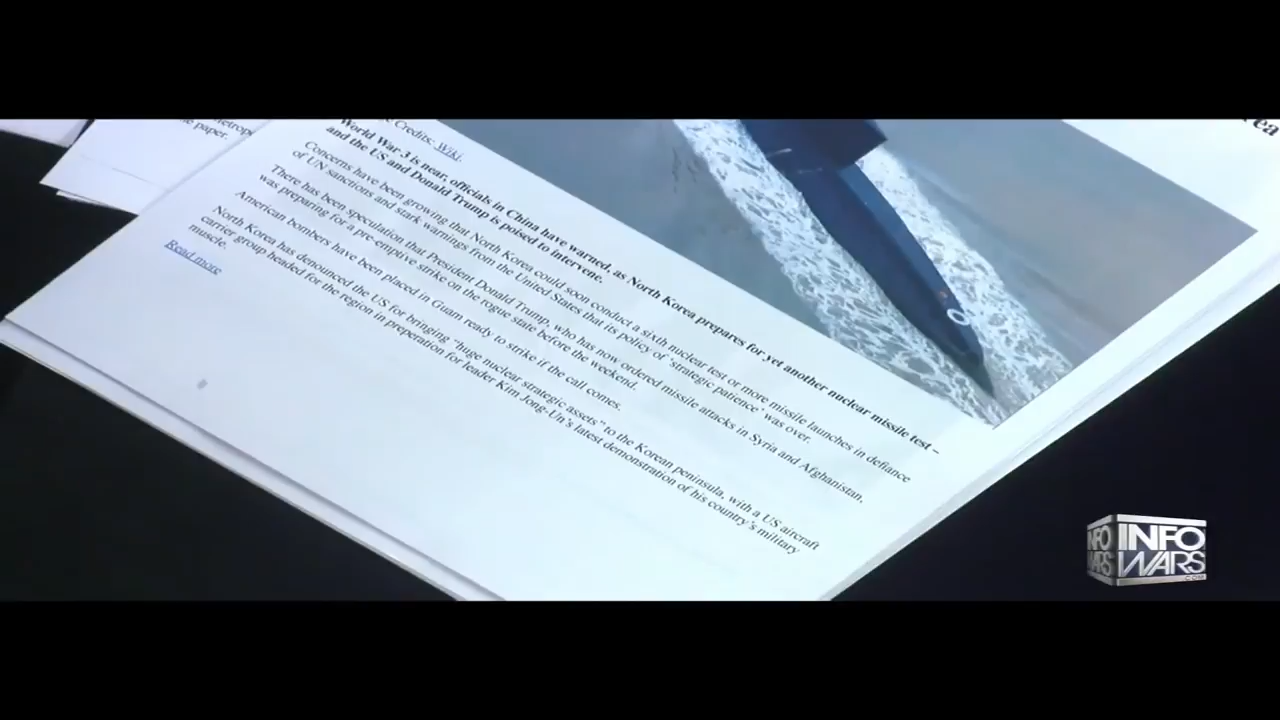 etrop
e paper.
Credits: Wiki.
World War 3 is near, officials in China have warned, as North Korea prepares for yet another nuclear missile test –
and the US and Donald Trump is poised to intervene.
Concerns have been growing that North Korea could soon conduct a sixth nuclear test or more missile launches in defiance
of UN sanctions and stark warnings from the United States that its policy of ‘strategic patience’ was over.
There has been speculation that President Donald Trump, who has now ordered missile attacks in Syria and Afghanistan,
was preparing for a pre-emptive strike on the rogue state before the weekend.
American bombers have been placed in Guam ready to strike if the call comes.
North Korea has denounced the US for bringing “huge nuclear strategic assets” to the Korean peninsula, with a US aircraft
carrier group headed for the region in preperation for leader Kim Jong-Un’s latest demonstration of his country’s military
muscle.
Read more
rea
INFO
WARS
INFO
WARS
.COM